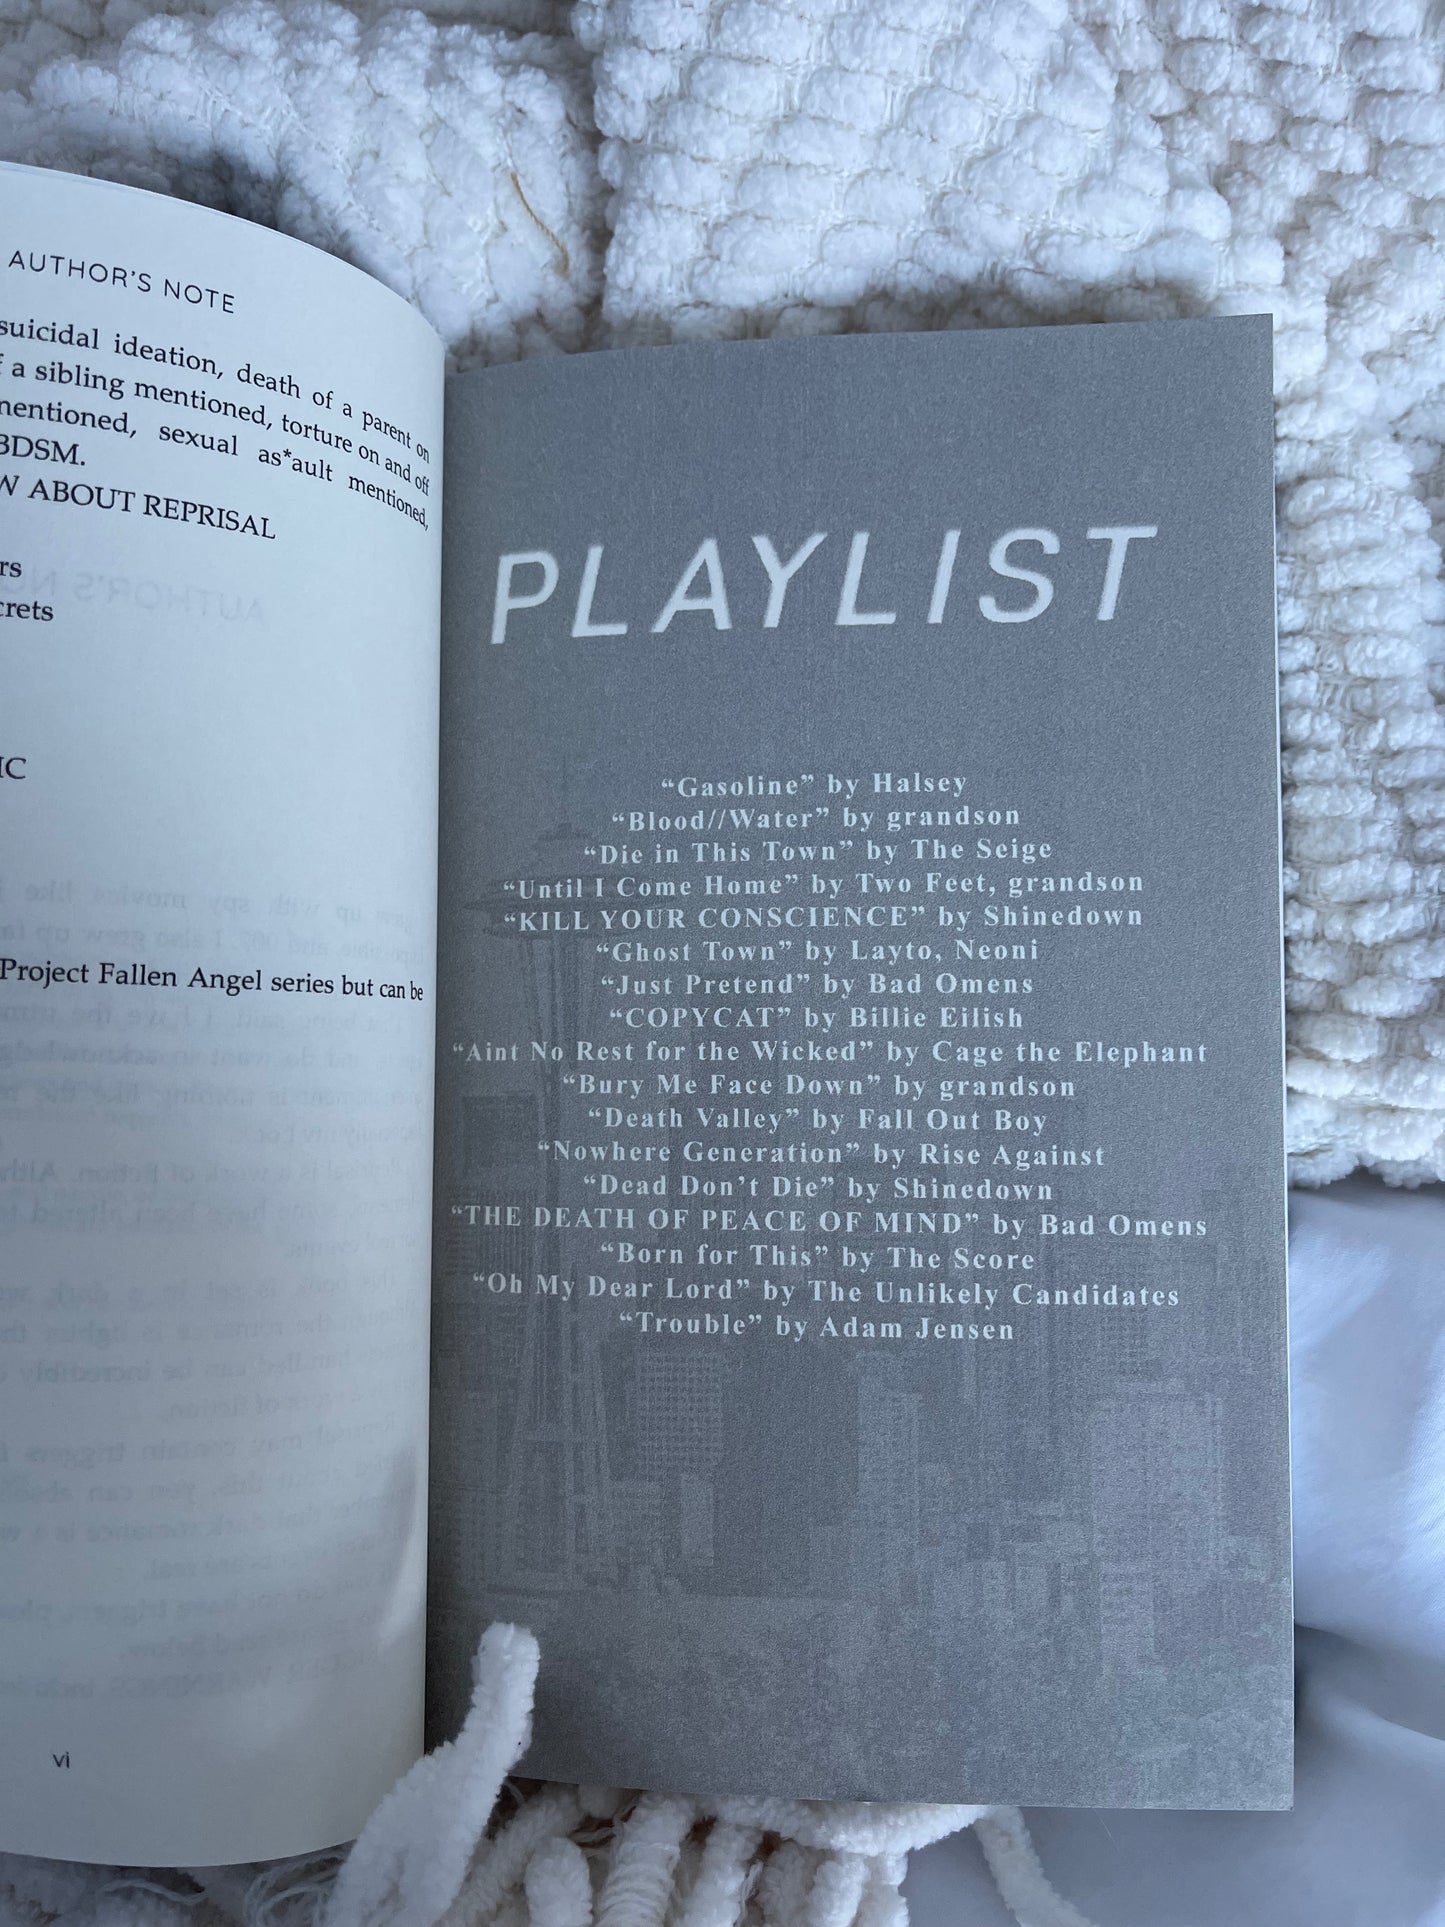 AUTHOR'S NOTE
suicidal ideation, death of a parent on
a sibling mentioned, torture on and off
mentioned, sexual as*ault mentioned,
BDSM.
ABOUT REPRISAL
Project Fallen Angel series but can be
vi
PLAYLIST
“Gasoline” by Halsey
“Blood//Water” by grandson
“Die in This Town” by The Seige
“Until I Come Home” by Two Feet, grandson
“KILL YOUR CONSCIENCE” by Shinedown
“Ghost Town” by Layto, Neoni
“Just Pretend” by Bad Omens
“COPYCAT” by Billie Eilish
“Aint No Rest for the Wicked” by Cage the Elephant
“Bury Me Face Down” by grandson
“Death Valley” by Fall Out Boy
“Nowhere Generation” by Rise Against
“Dead Don’t Die” by Shinedown
“THE DEATH OF PEACE OF MIND” by Bad Omens
“Born for This” by The Score
“Oh My Dear Lord” by The Unlikely Candidates
“Trouble” by Adam Jensen